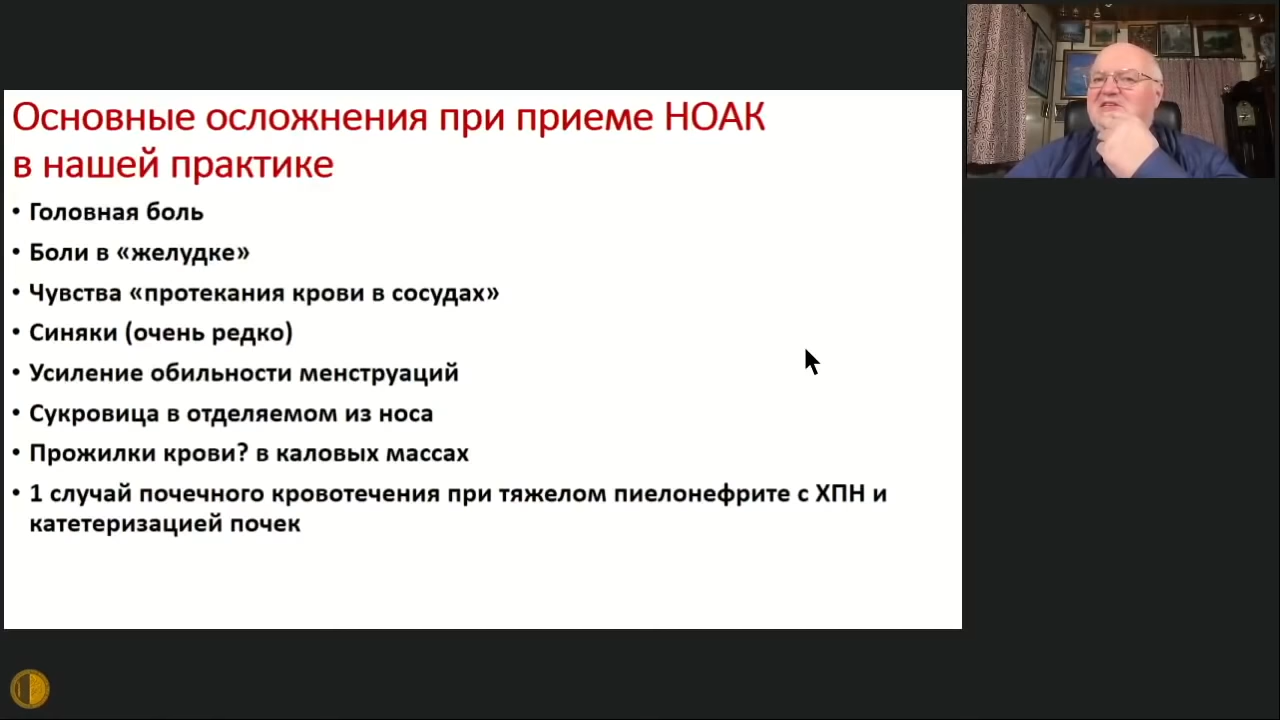 Основные осложнения при приеме НОАК
в нашей практике
• Головная боль
• Боли в «желудке»
• Чувства «протекания крови в сосудах»
• Синяки (очень редко)
• Усиление обильности менструаций
• Сукровица в отделяемом из носа
• Прожилки крови? в каловых массах
• 1 случай почечного кровотечения при тяжелом пиелонефрите с ХПН и
катетеризацией почек